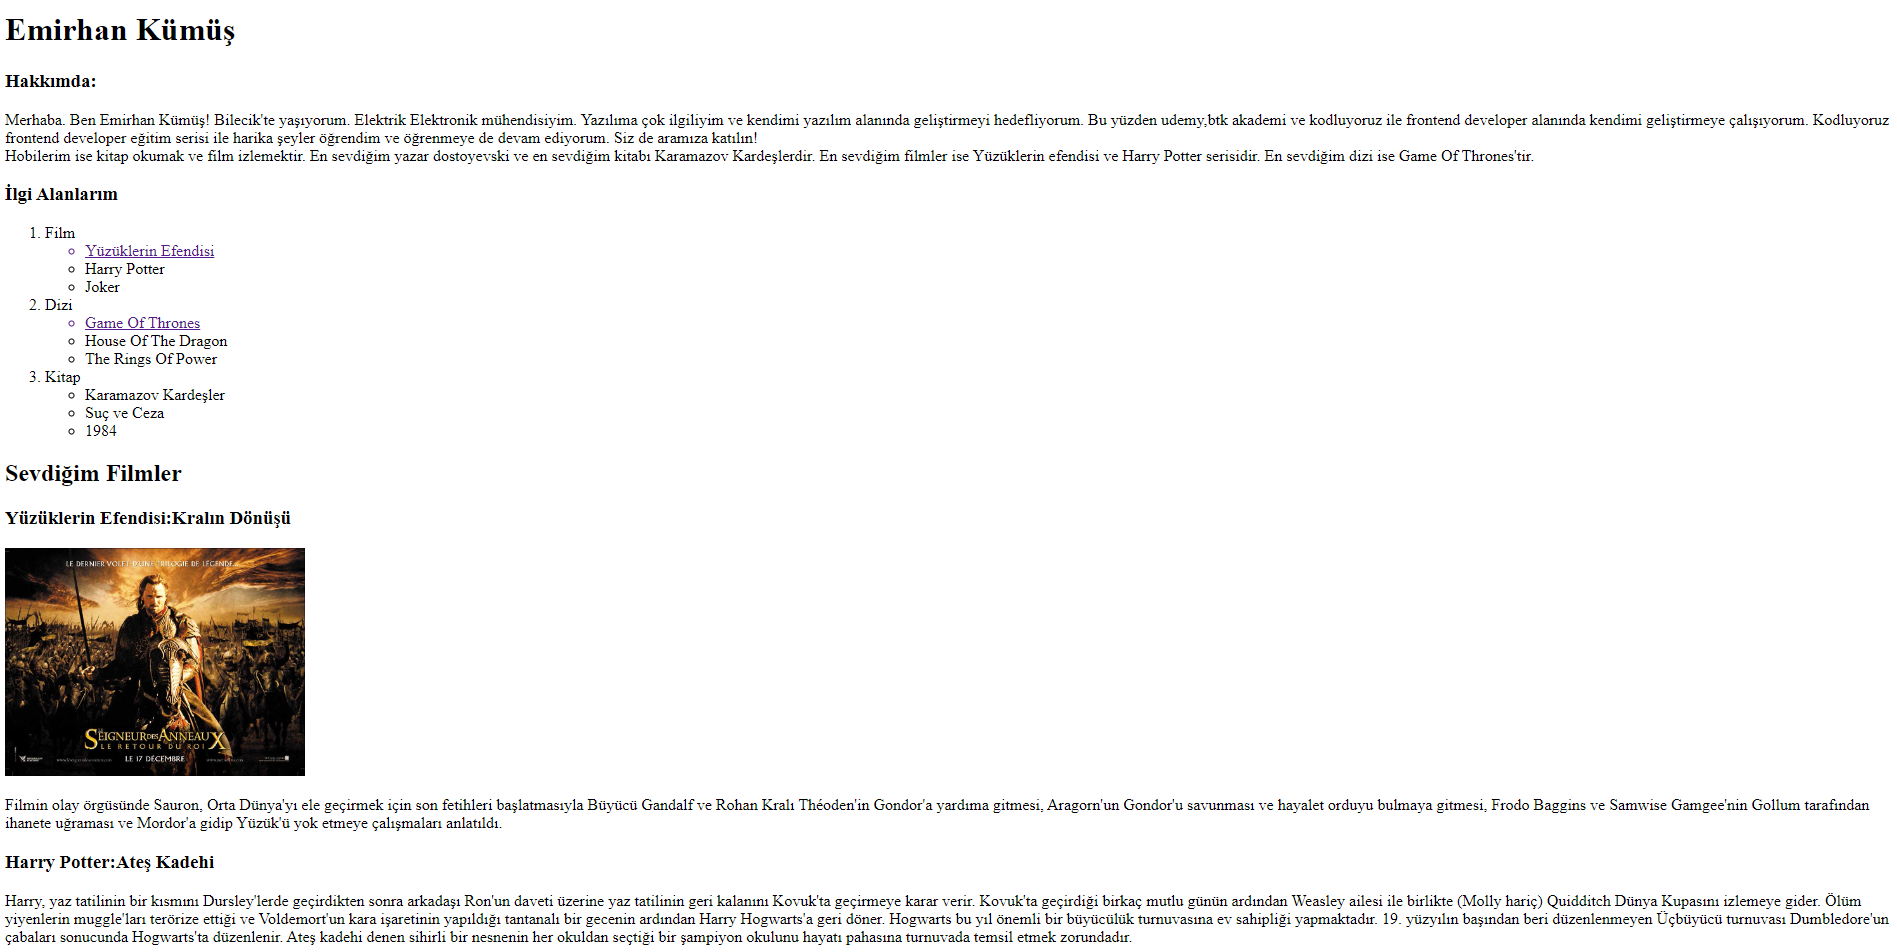 Emirhan Kümüş
Hakkımda:
Merhaba. Ben Emirhan Kümüş! Bilecik'te yaşıyorum. Elektrik Elektronik mühendisiyim. Yazılıma çok ilgiliyim ve kendimi yazılım alanında geliştirmeyi hedefliyorum. Bu yüzden udemy,btk akademi ve kodluyoruz ile frontend developer alanında kendimi geliştirmeye çalışıyorum. Kodluyoruz
frontend developer eğitim serisi ile harika şeyler öğrendim ve öğrenmeye de devam ediyorum. Siz de aramıza katılın!
Hobilerim ise kitap okumak ve film izlemektir. En sevdiğim yazar dostoyevski ve en sevdiğim kitabı Karamazov Kardeşlerdir. En sevdiğim filmler ise Yüzüklerin efendisi ve Harry Potter serisidir. En sevdiğim dizi ise Game Of Thrones'tir.
İlgi Alanlarım
1. Film
Yüzüklerin Efendisi
Harry Potter
Joker
2. Dizi
Game Of Thrones
House Of The Dragon
The Rings Of Power
3. Kitap
Karamazov Kardeşler
Suç ve Ceza
1984
Sevdiğim Filmler
Yüzüklerin Efendisi:Kralın Dönüşü
LE DERNIER VOLET D'UNE TRILOGIE DE LÉGENDE...
LE SEIGNEUR DES ANNEAUX
LE RETOUR DU ROI
LE 17 DÉCEMBRE
Filmin olay örgüsünde Sauron, Orta Dünya'yı ele geçirmek için son fetihleri başlatmasıyla Büyücü Gandalf ve Rohan Kralı Théoden'in Gondor'a yardıma gitmesi, Aragorn'un Gondor'u savunması ve hayalet orduyu bulmaya gitmesi, Frodo Baggins ve Samwise Gamgee'nin Gollum tarafından
ihanete uğraması ve Mordor'a gidip Yüzük'ü yok etmeye çalışmaları anlatıldı.
Harry Potter:Ateş Kadehi
Harry, yaz tatilinin bir kısmını Dursley'lerde geçirdikten sonra arkadaşı Ron'un daveti üzerine yaz tatilinin geri kalanını Kovuk'ta geçirmeye karar verir. Kovuk'ta geçirdiği birkaç mutlu günün ardından Weasley ailesi ile birlikte (Molly hariç) Quidditch Dünya Kupasını izlemeye gider. Ölüm
yiyenlerin muggle'ları terörize ettiği ve Voldemort'un kara işaretinin yapıldığı tantanalı bir gecenin ardından Harry Hogwarts'a geri döner. Hogwarts bu yıl önemli bir büyücülük turnuvasına ev sahipliği yapmaktadır. 19. yüzyılın başından beri düzenlenmeyen Üçbüyücü turnuvası Dumbledore'un
çabaları sonucunda Hogwarts'ta düzenlenir. Ateş kadehi denen sihirli bir nesnenin her okuldan seçtiği bir şampiyon okulunu hayatı pahasına turnuvada temsil etmek zorundadır.